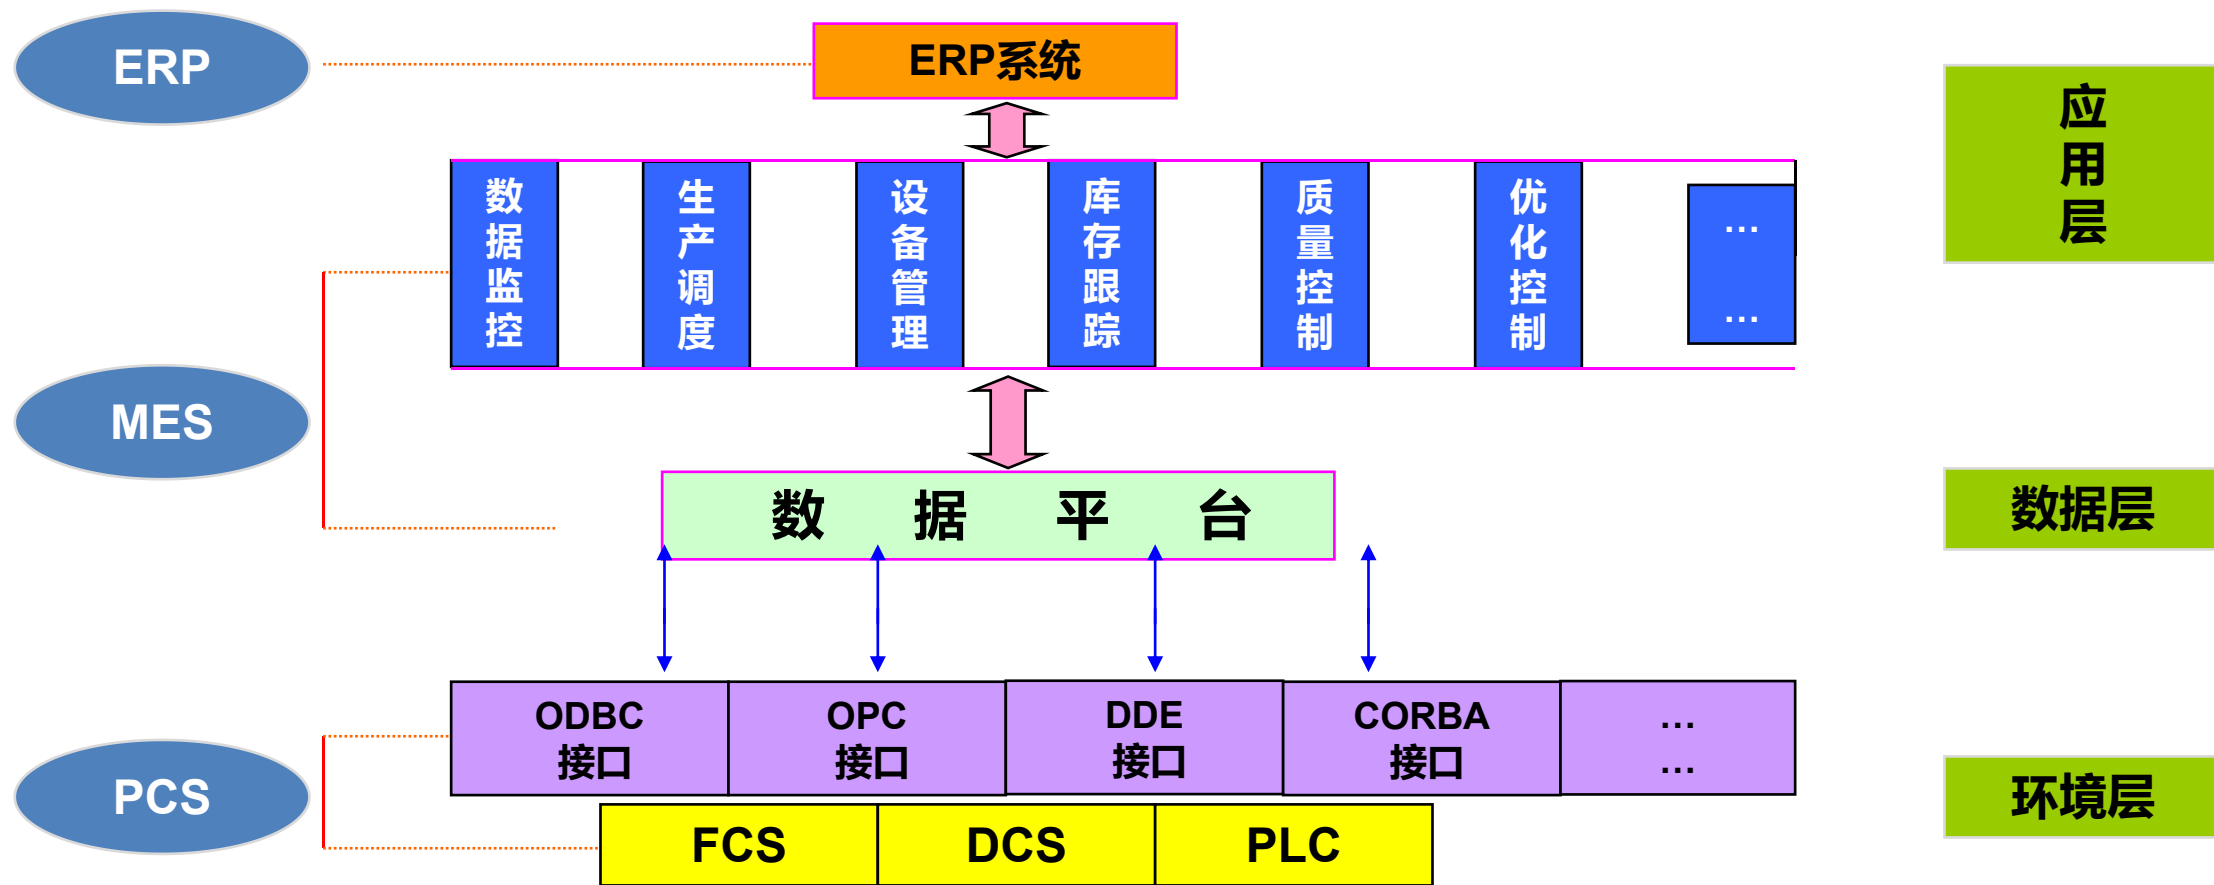 ERP
ERP系统
应用层
数据监控
生产调度
设备管理
库存跟踪
质量控制
优化控制
…
…
MES
数据平台
数据层
ODBC
接口
OPC
接口
DDE
接口
CORBA
接口
…
…
PCS
环境层
FCS
DCS
PLC